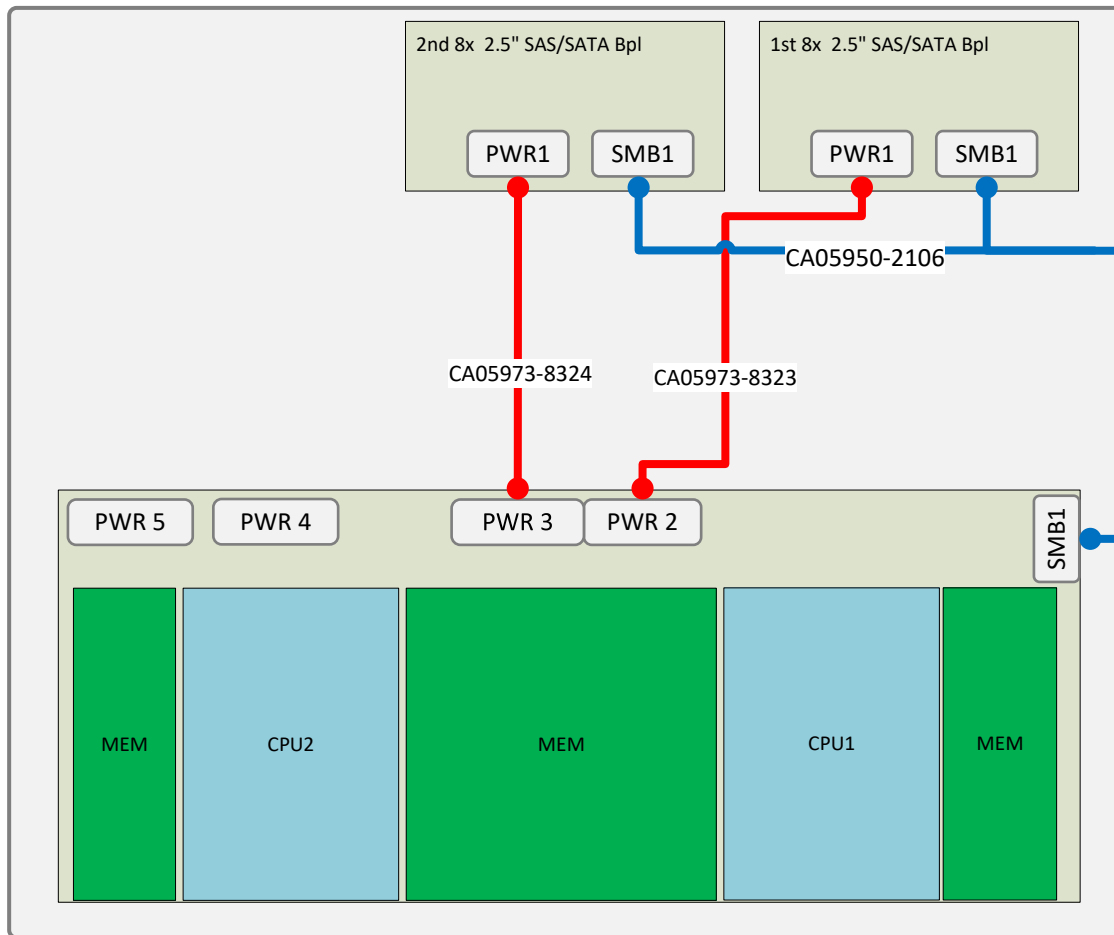 2nd 8x  2.5" SAS/SATA Bpl
1st 8x  2.5" SAS/SATA Bpl
PWR1
SMB1
PWR1
SMB1
CA05950-2106
CA05973-8324
CA05973-8323
PWR 5
PWR 4
PWR 3
PWR 2
SMB1
MEM
CPU2
MEM
CPU1
MEM